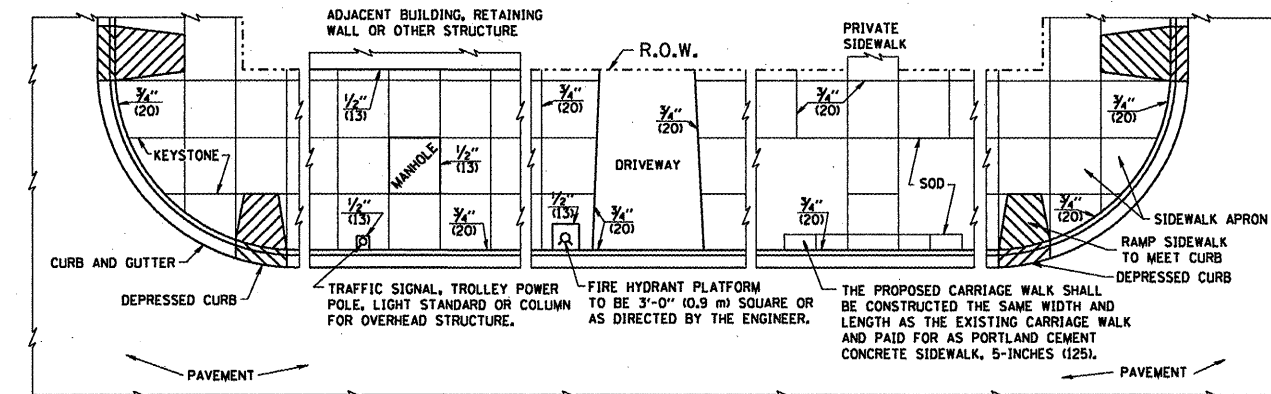 ADJACENT BUILDING, RETAINING
WALL OR OTHER STRUCTURE
PRIVATE
SIDEWALK
R.O.W.
3/4"
(20)
1/2"
(13)
3/4"
(20)
3/4"
(20)
3/4"
(20)
3/4"
(20)
KEYSTONE
MANHOLE
1/2"
(13)
DRIVEWAY
SOD
1/2"
(13)
3/4"
(20)
1/2"
(13)
3/4"
(20)
3/4"
(20)
3/4"
(20)
SIDEWALK APRON
RAMP SIDEWALK
TO MEET CURB
CURB AND GUTTER
DEPRESSED CURB
DEPRESSED CURB
TRAFFIC SIGNAL, TROLLEY POWER
POLE, LIGHT STANDARD OR COLUMN
FOR OVERHEAD STRUCTURE.
FIRE HYDRANT PLATFORM
TO BE 3'-0" (0.9 m) SQUARE OR
AS DIRECTED BY THE ENGINEER.
THE PROPOSED CARRIAGE WALK SHALL
BE CONSTRUCTED THE SAME WIDTH AND
LENGTH AS THE EXISTING CARRIAGE WALK
AND PAID FOR AS PORTLAND CEMENT
CONCRETE SIDEWALK, 5-INCHES (125).
PAVEMENT
PAVEMENT